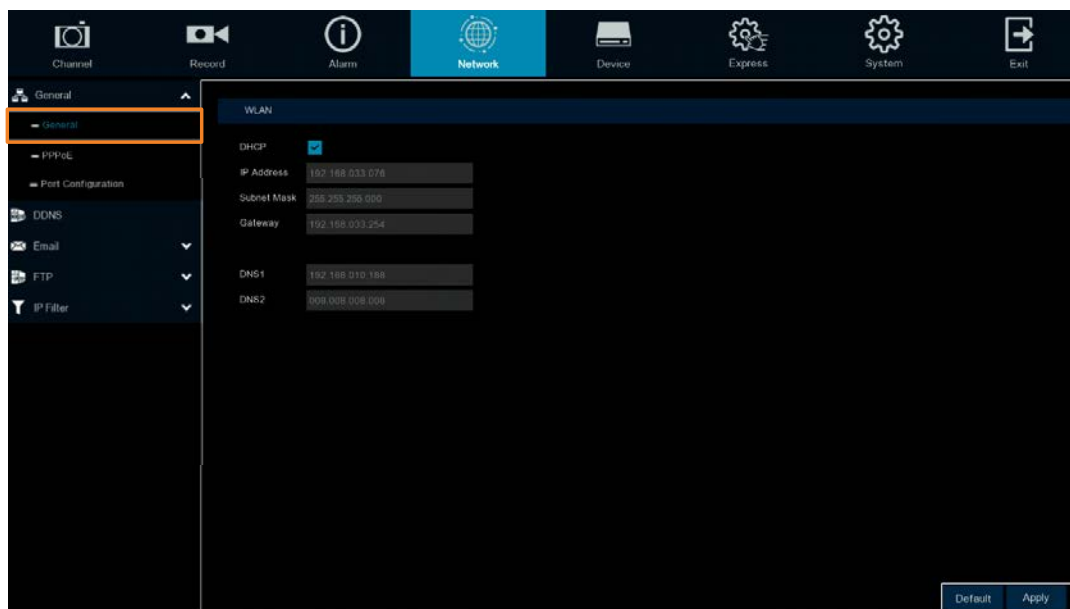 Channel Record Alarm Network Device Express System Exit
General
General
PPPoE
Port Configuration
DDNS
Email
FTP
IP Filter
WLAN
DHCP
IP Address 192.168.033.076
Subnet Mask 255.255.255.000
Gateway 192.168.033.254
DNS1 192.168.010.188
DNS2 008.008.008.008
Default Apply